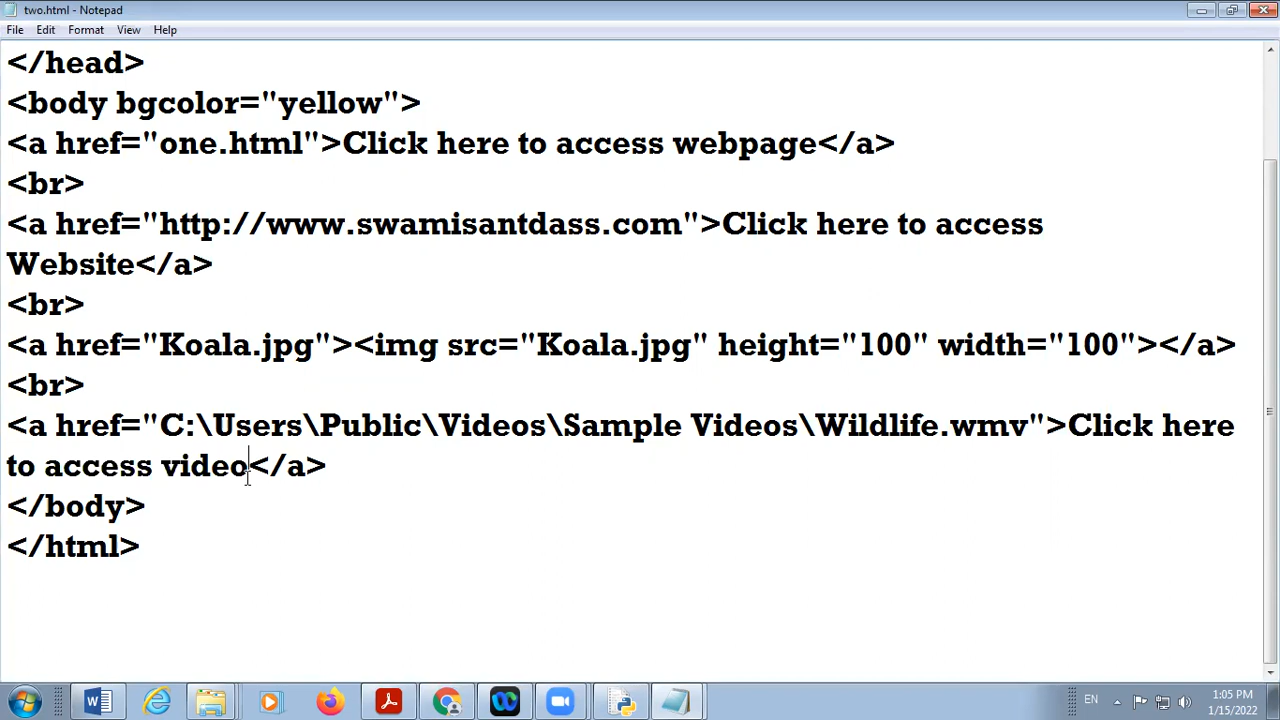 two.html - Notepad
File Edit Format View Help
</head>
<body bgcolor="yellow">
<a href="one.html">Click here to access webpage</a>
<br>
<a href="http://www.swamisantdass.com">Click here to access
Website</a>
<br>
<a href="Koala.jpg"><img src="Koala.jpg" height="100" width="100"></a>
<br>
<a href="C:\Users\Public\Videos\Sample Videos\Wildlife.wmv">Click here
to access video</a>
</body>
</html>
EN
1:05 PM
1/15/2022